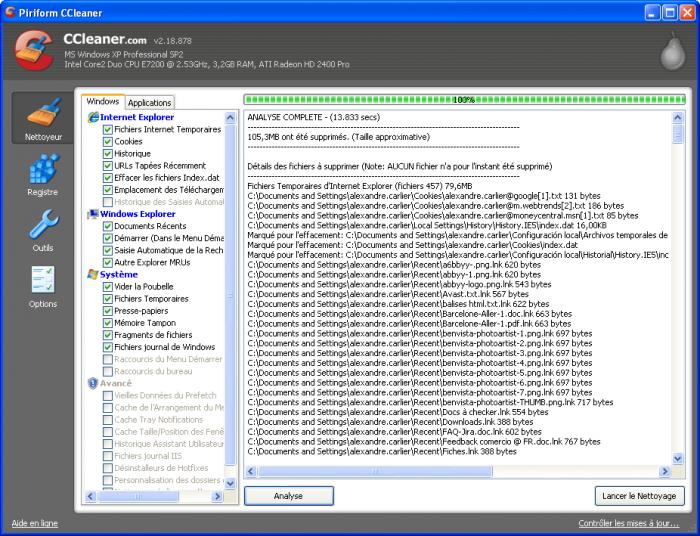 Piriform CCleaner
CCleaner.com v2.18.878
MS Windows XP Professional SP2
Intel Core2 Duo CPU E7200 @ 2.53GHz, 3,2GB RAM, ATI Radeon HD 2400 Pro
Nettoyeur
Registre
Outils
Options
Windows
Applications
Internet Explorer
Fichiers Internet Temporaires
Cookies
Historique
URLs Tapées Récemment
Effacer les fichiers Index.dat
Emplacement des Téléchargem
Historique des Saisies Automat
Windows Explorer
Documents Récents
Démarrer (Dans le Menu Déma
Saisie Automatique de la Rech
Autre Explorer MRUs
Système
Vider la Poubelle
Fichiers Temporaires
Presse-papiers
Mémoire Tampon
Fragments de fichiers
Fichiers journal de Windows
Raccourcis du Menu Démarrer
Raccourcis du bureau
Avancé
Vieilles Données du Prefetch
Cache de l'Arrangement du Me
Cache Tray Notifications
Cache Taille/Position des Fenê
Historique Assistant Utilisateur
Fichiers journal IIS
Désinstalleurs de Hotfixes
Personnalisation des dossiers d
100%
ANALYSE COMPLETE - (13.833 secs)
105,3MB ont été supprimés. (Taille approximative)
Détails des fichiers à supprimer (Note: AUCUN fichier n'a pour l'instant été supprimé)
Fichiers Temporaires d'Internet Explorer (fichiers 457) 79,6MB
C:\Documents and Settings\alexandre.carlier\Cookies\alexandre.carlier@google[1].txt 131 bytes
C:\Documents and Settings\alexandre.carlier\Cookies\alexandre.carlier@m.webtrends[2].txt 186 bytes
C:\Documents and Settings\alexandre.carlier\Cookies\alexandre.carlier@moneycentral.msn[1].txt 85 bytes
C:\Documents and Settings\alexandre.carlier\Local Settings\History\History.IE5\index.dat 16,00KB
Marqué pour l'effacement: C:\Documents and Settings\alexandre.carlier\Configuración local\Archivos temporales de
Marqué pour l'effacement: C:\Documents and Settings\alexandre.carlier\Cookies\index.dat
Marqué pour l'effacement: C:\Documents and Settings\alexandre.carlier\Configuración local\Historial\History.IE5\inc
C:\Documents and Settings\alexandre.carlier\Recent\a6bbyy-.png.lnk 620 bytes
C:\Documents and Settings\alexandre.carlier\Recent\abbyy-1.png.lnk 620 bytes
C:\Documents and Settings\alexandre.carlier\Recent\abbyy-logo.png.lnk 543 bytes
C:\Documents and Settings\alexandre.carlier\Recent\Avast.txt.lnk 567 bytes
C:\Documents and Settings\alexandre.carlier\Recent\balises html.txt.lnk 622 bytes
C:\Documents and Settings\alexandre.carlier\Recent\Barcelone-Aller-1.doc.lnk 663 bytes
C:\Documents and Settings\alexandre.carlier\Recent\Barcelone-Aller-1.pdf.lnk 663 bytes
C:\Documents and Settings\alexandre.carlier\Recent\benvista-photoartist-1.png.lnk 697 bytes
C:\Documents and Settings\alexandre.carlier\Recent\benvista-photoartist-2.png.lnk 697 bytes
C:\Documents and Settings\alexandre.carlier\Recent\benvista-photoartist-3.png.lnk 697 bytes
C:\Documents and Settings\alexandre.carlier\Recent\benvista-photoartist-4.png.lnk 697 bytes
C:\Documents and Settings\alexandre.carlier\Recent\benvista-photoartist-5.png.lnk 697 bytes
C:\Documents and Settings\alexandre.carlier\Recent\benvista-photoartist-6.png.lnk 697 bytes
C:\Documents and Settings\alexandre.carlier\Recent\benvista-photoartist-7.png.lnk 697 bytes
C:\Documents and Settings\alexandre.carlier\Recent\benvista-photoartist-THUMB.png.lnk 717 bytes
C:\Documents and Settings\alexandre.carlier\Recent\Docs à checker.lnk 554 bytes
C:\Documents and Settings\alexandre.carlier\Recent\Downloads.lnk 388 bytes
C:\Documents and Settings\alexandre.carlier\Recent\FAQ-Jira.doc.lnk 602 bytes
C:\Documents and Settings\alexandre.carlier\Recent\Feedback comercio @ FR.doc.lnk 767 bytes
C:\Documents and Settings\alexandre.carlier\Recent\Fiches.lnk 388 bytes
Analyse
Lancer le Nettoyage
Aide en ligne
Contrôler les mises à jour...